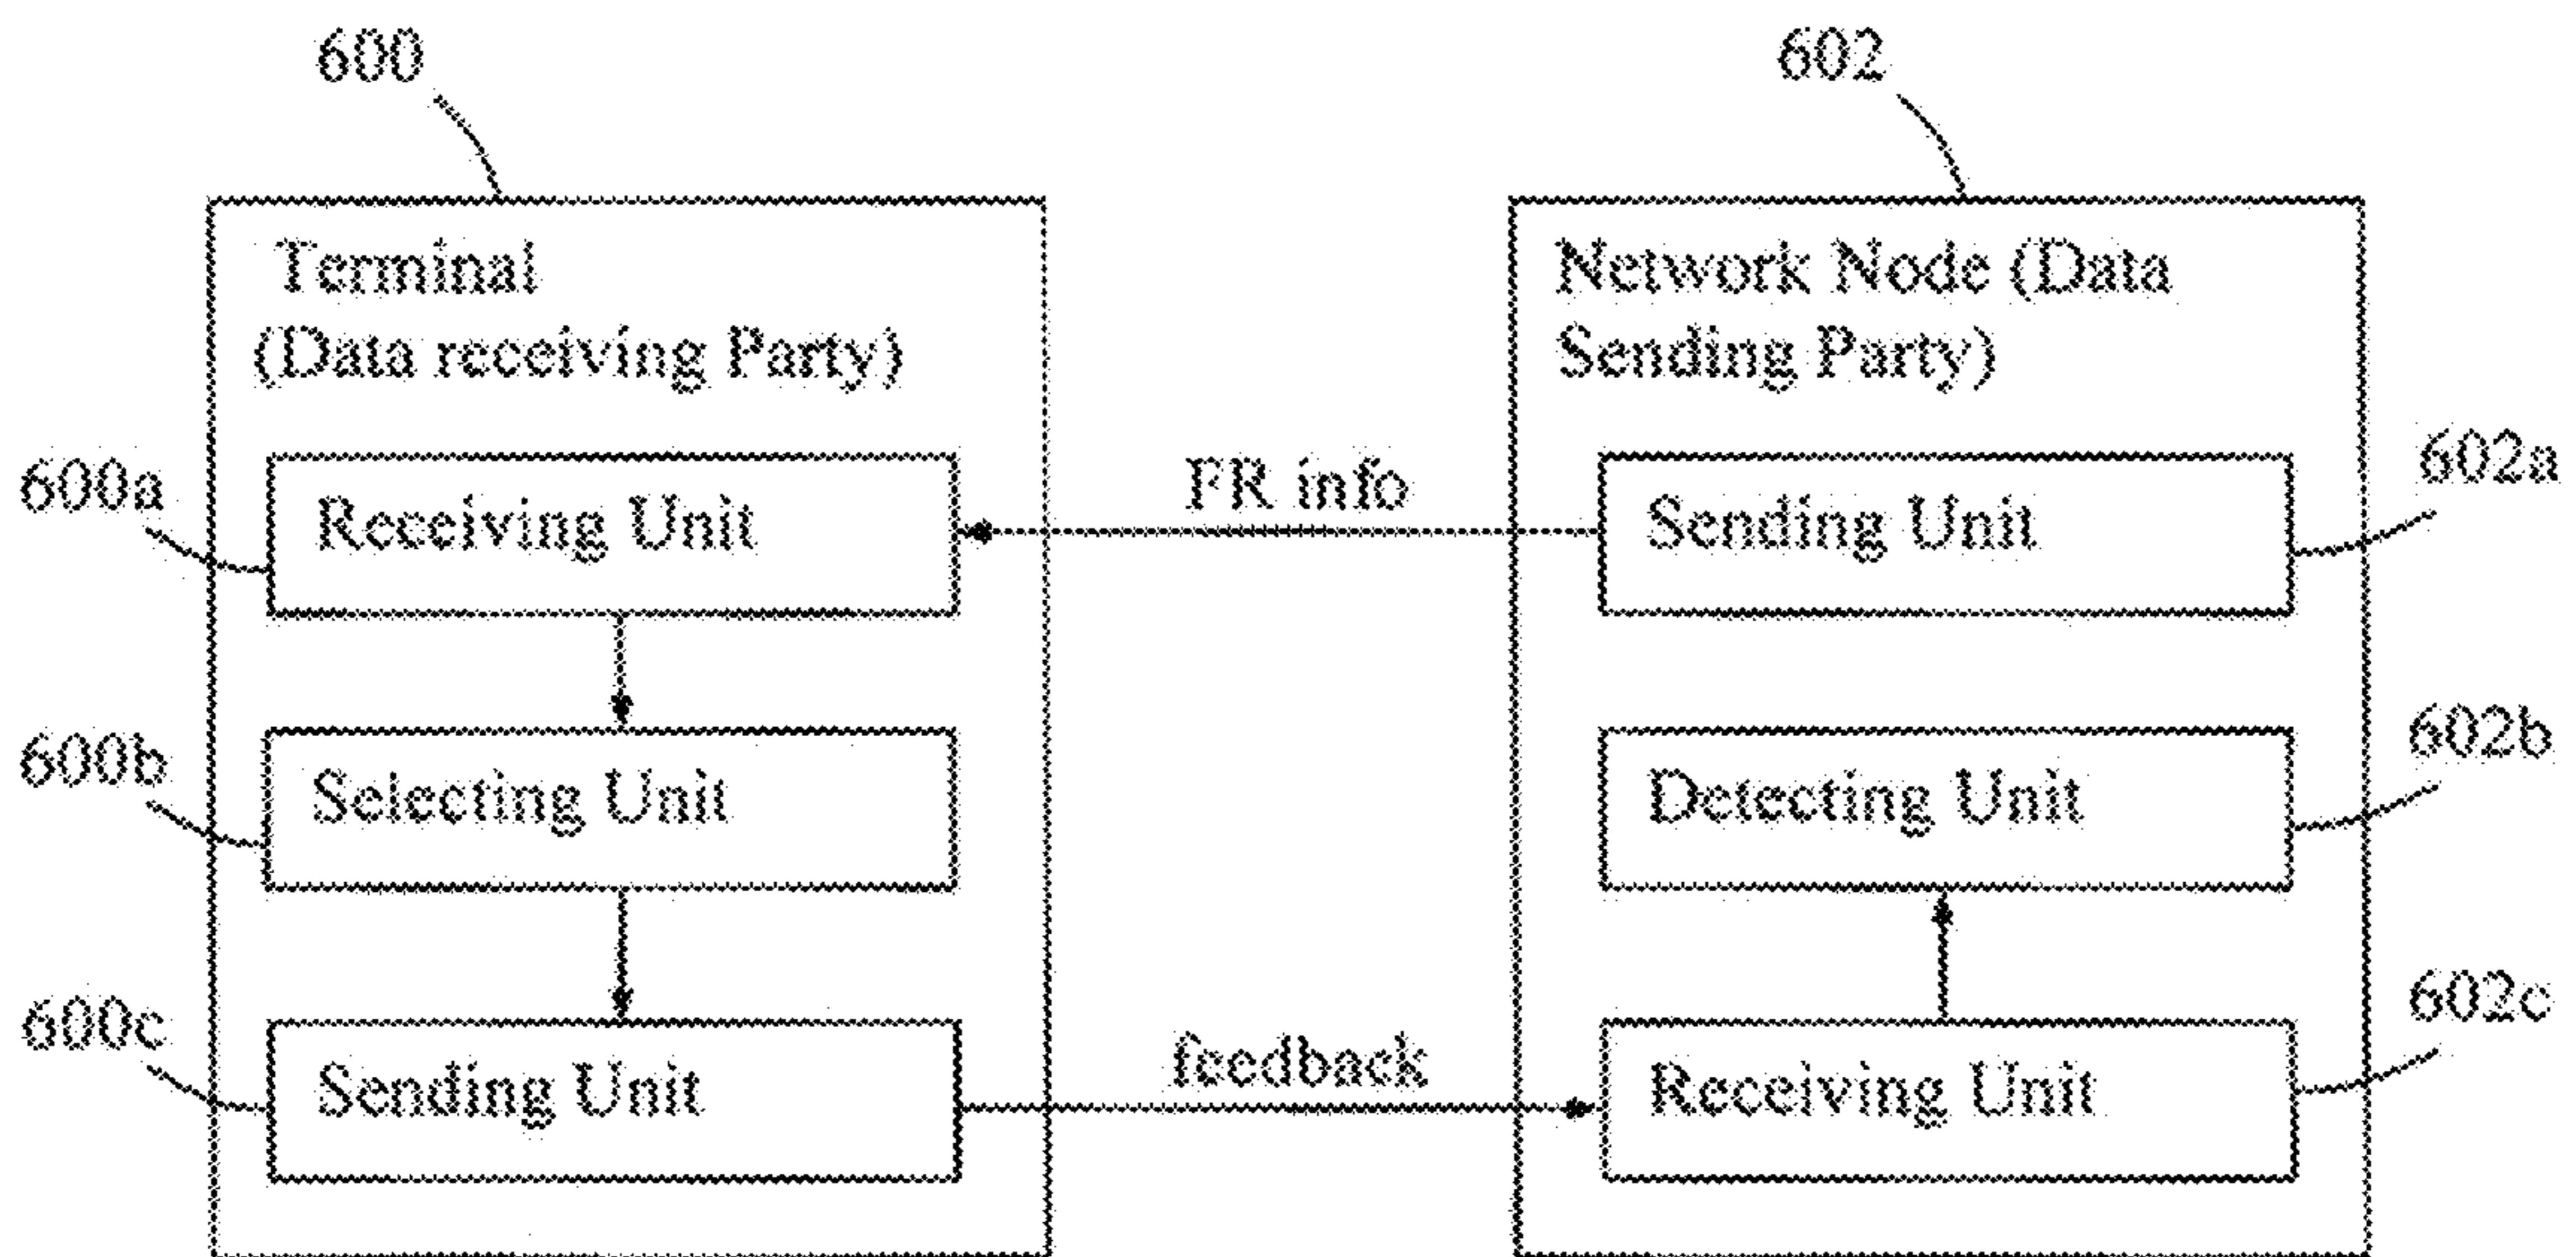 600
602
Terminal
(Data receiving Party)
Network Node (Data
Sending Party)
600a
Receiving Unit
FR info
Sending Unit
602a
600b
Selecting Unit
Detecting Unit
602b
600c
Sending Unit
feedback
Receiving Unit
602c